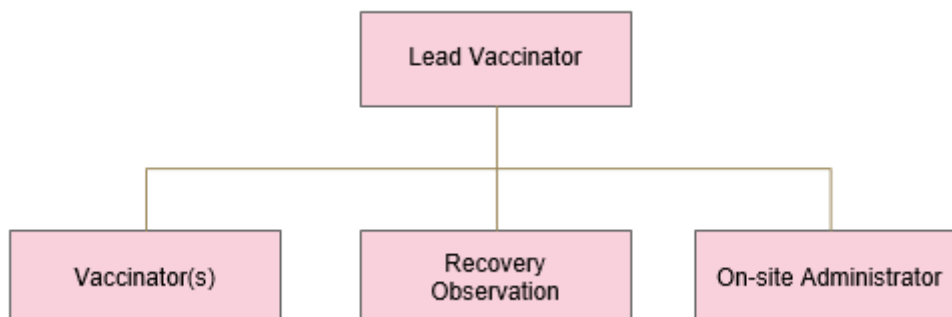 Lead Vaccinator
Vaccinator(s)
Recovery
Observation
On-site Administrator